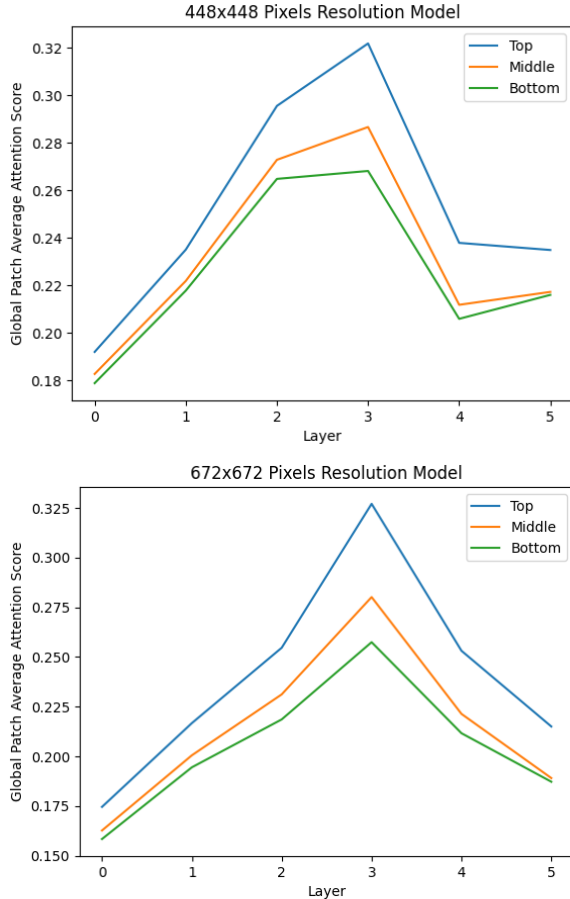 448x448 Pixels Resolution Model
Top
Middle
Bottom
Global Patch Average Attention Score
0.32
0.30
0.28
0.26
0.24
0.22
0.20
0.18
0 1 2 3 4 5
Layer
672x672 Pixels Resolution Model
Top
Middle
Bottom
Global Patch Average Attention Score
0.325
0.300
0.275
0.250
0.225
0.200
0.175
0.150
0 1 2 3 4 5
Layer